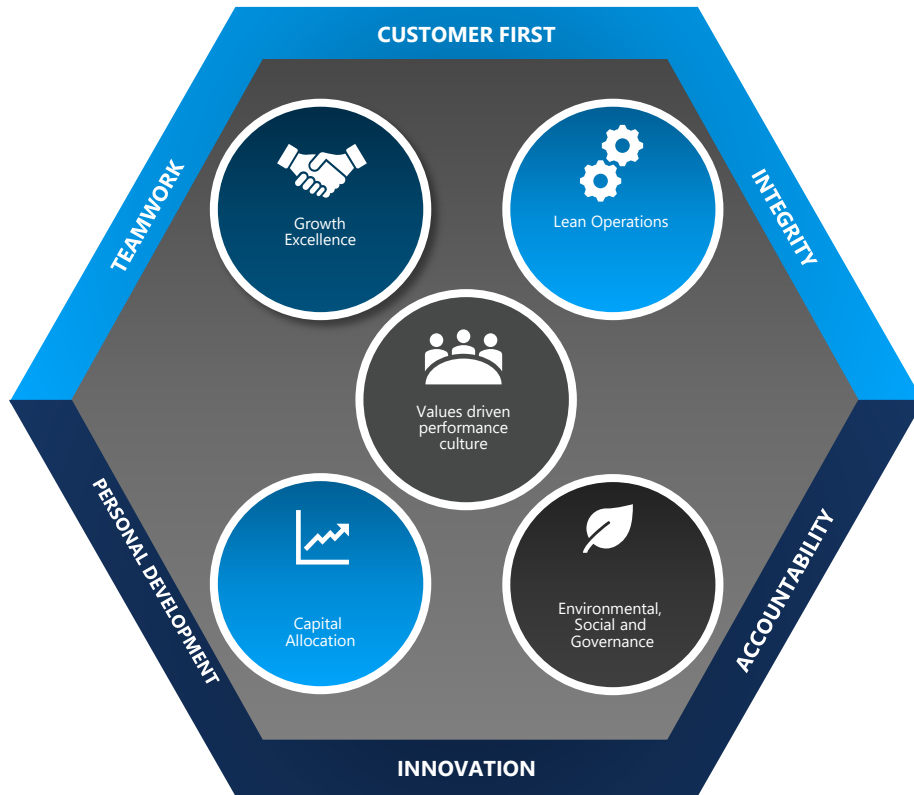 CUSTOMER FIRST
TEAMWORK
INTEGRITY
Growth
Excellence
Lean Operations
Values driven
performance
culture
PERSONAL DEVELOPMENT
ACCOUNTABILITY
Capital
Allocation
Environmental,
Social and
Governance
INNOVATION